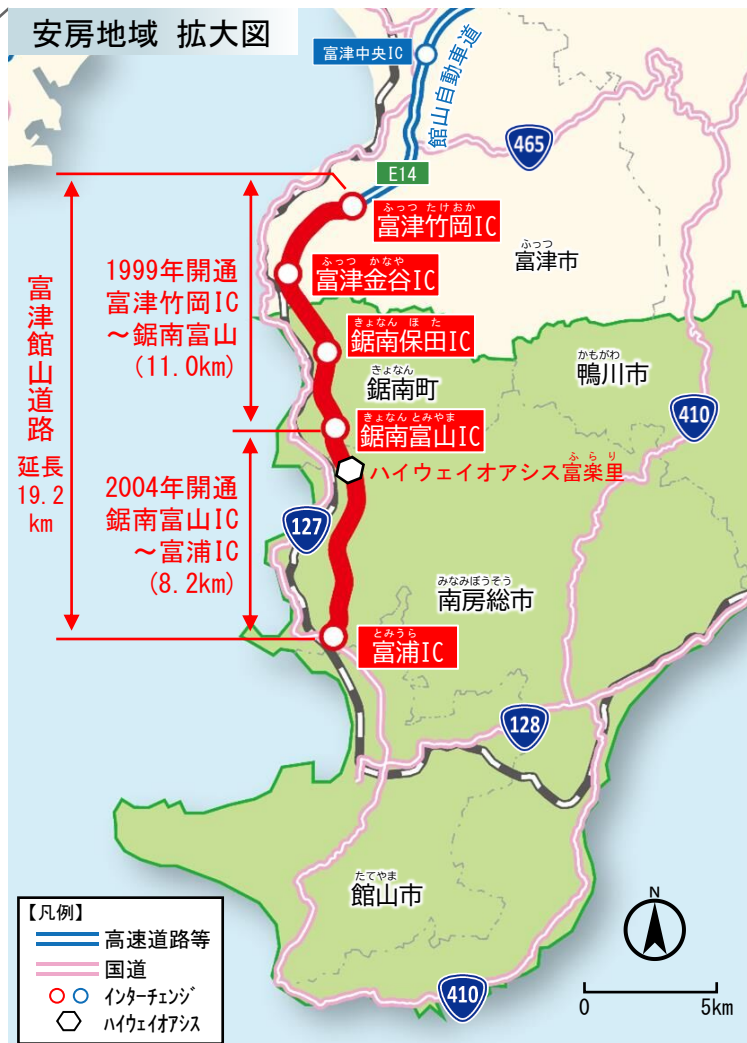 安房地域 拡大図
富津中央IC
館山自動車道
465
E14
ふっつ たけおか
富津竹岡IC
ふっつ
富津市
ふっつ かなや
富津金谷IC
1999年開通
富津竹岡IC
～鋸南富山
(11.0km)
富津館山道路
延長
19.2
km
きょなん ほた
鋸南保田IC
きょなん
鋸南町
かもがわ
鴨川市
410
きょなん とみやま
鋸南富山IC
ふらり
ハイウェイオアシス富楽里
2004年開通
鋸南富山IC
～富浦IC
(8.2km)
127
みなみぼうそう
南房総市
とみうら
富浦IC
128
たてやま
館山市
【凡例】
高速道路等
国道
インターチェンジ
ハイウェイオアシス
410
N
0 5km